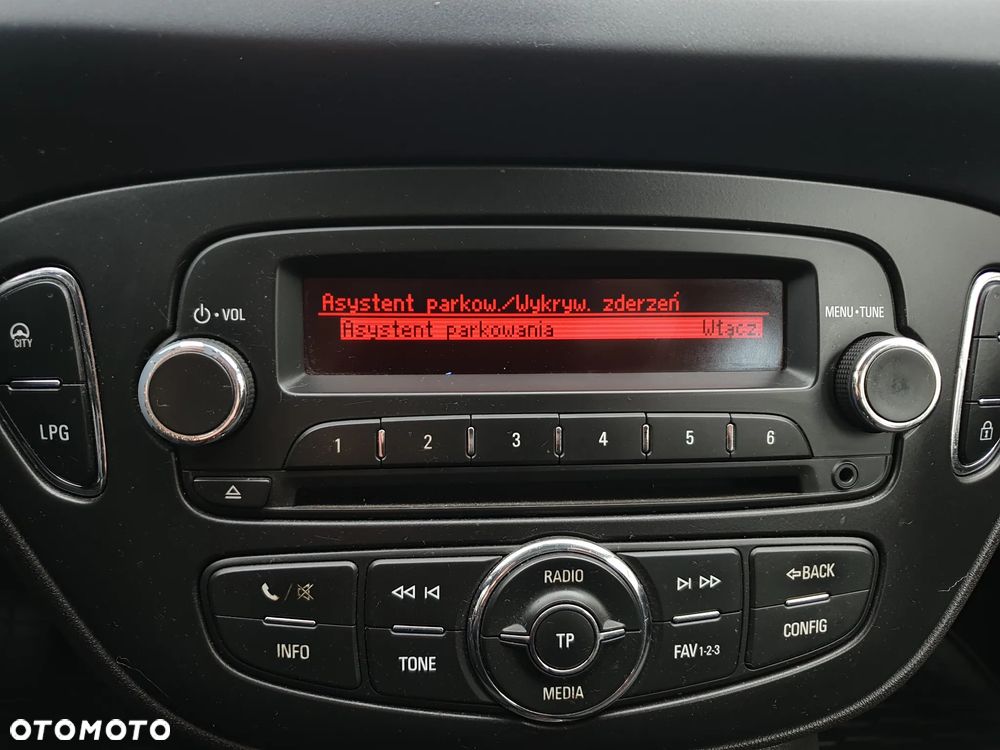 Asystent parkow./Wykryw. zderzeń
Asystent parkowania Włącz.
VOL
MENU•TUNE
CITY
LPG
1 2 3 4 5 6
RADIO
BACK
INFO
TONE
TP
FAV 1-2-3
CONFIG
MEDIA
OTOMOTO